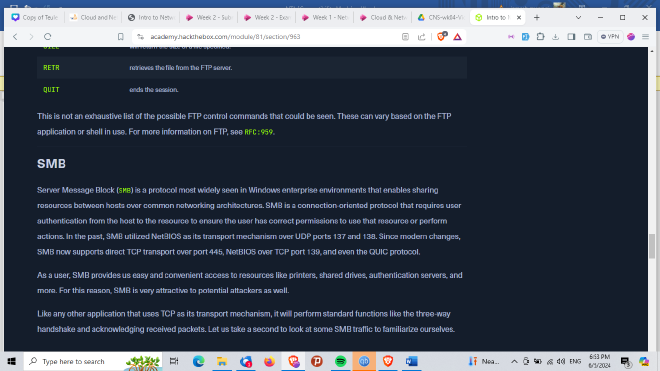 Copy of Teuk
Cloud and Ne
Intro to Netw
Week 2 - Sub
Week 2 - Exer
Week 1 - Net
Cloud & Netw
CNS-wk04-W
Intro to
academy.hackthebox.com/module/81/section/963
VPN
RETR retrieves the file from the FTP server.
QUIT ends the session.
This is not an exhaustive list of the possible FTP control commands that could be seen. These can vary based on the FTP
application or shell in use. For more information on FTP, see RFC:959.
SMB
Server Message Block (SMB) is a protocol most widely seen in Windows enterprise environments that enables sharing
resources between hosts over common networking architectures. SMB is a connection-oriented protocol that requires user
authentication from the host to the resource to ensure the user has correct permissions to use that resource or perform
actions. In the past, SMB utilized NetBIOS as its transport mechanism over UDP ports 137 and 138. Since modern changes,
SMB now supports direct TCP transport over port 445, NetBIOS over TCP port 139, and even the QUIC protocol.
As a user, SMB provides us easy and convenient access to resources like printers, shared drives, authentication servers, and
more. For this reason, SMB is very attractive to potential attackers as well.
Like any other application that uses TCP as its transport mechanism, it will perform standard functions like the three-way
handshake and acknowledging received packets. Let us take a second to look at some SMB traffic to familiarize ourselves.
Type here to search
Nea...
ENG
6:53 PM
6/1/2024